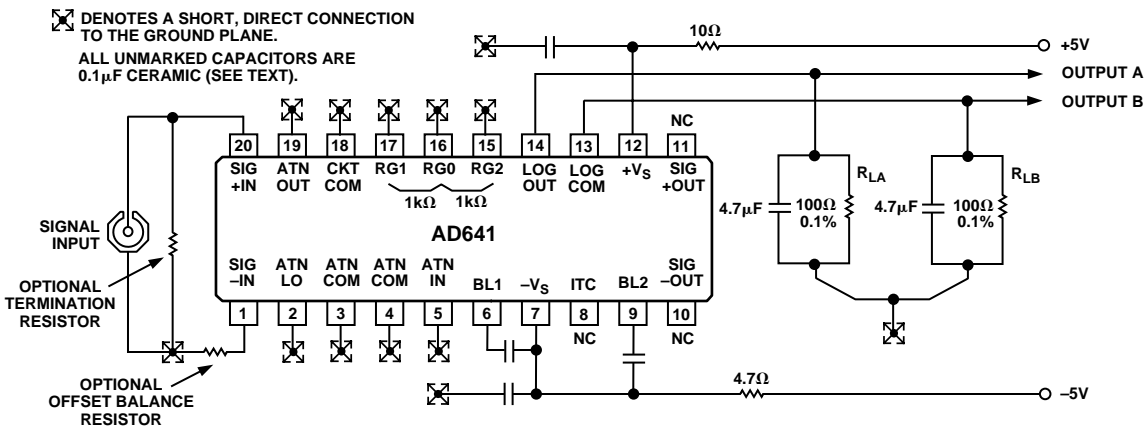 DENOTES A SHORT, DIRECT CONNECTION
TO THE GROUND PLANE.
ALL UNMARKED CAPACITORS ARE
0.1µF CERAMIC (SEE TEXT).
10Ω
+5V
OUTPUT A
OUTPUT B
NC
20 19 18 17 16 15 14 13 12 11
SIG
+IN
ATN
OUT
CKT
COM
RG1
RG0
RG2
LOG
OUT
LOG
COM
+VS
SIG
+OUT
1kΩ 1kΩ
AD641
SIGNAL
INPUT
OPTIONAL
TERMINATION
RESISTOR
SIG
–IN
ATN
LO
ATN
COM
ATN
COM
ATN
IN
BL1
–VS
ITC
BL2
SIG
–OUT
1 2 3 4 5 6 7 8 9 10
NC
NC
RLA
4.7µF
100Ω
0.1%
RLB
4.7µF
100Ω
0.1%
OPTIONAL
OFFSET BALANCE
RESISTOR
4.7Ω
–5V